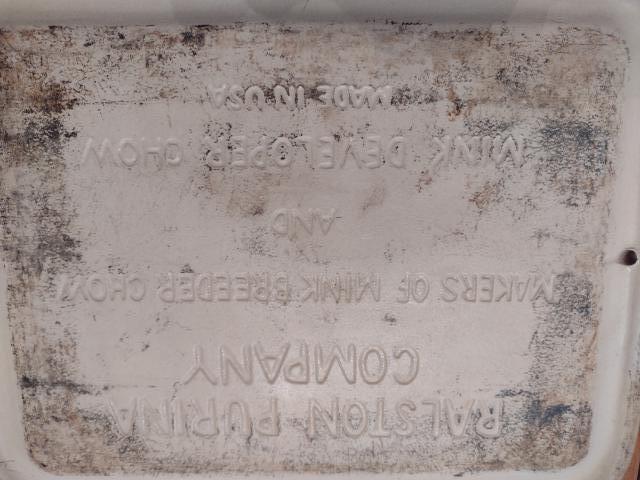 RALSTON PURINA
COMPANY
MAKERS OF MINK BREEDER CHOW
AND
MINK DEVELOPER CHOW
MADE IN USA